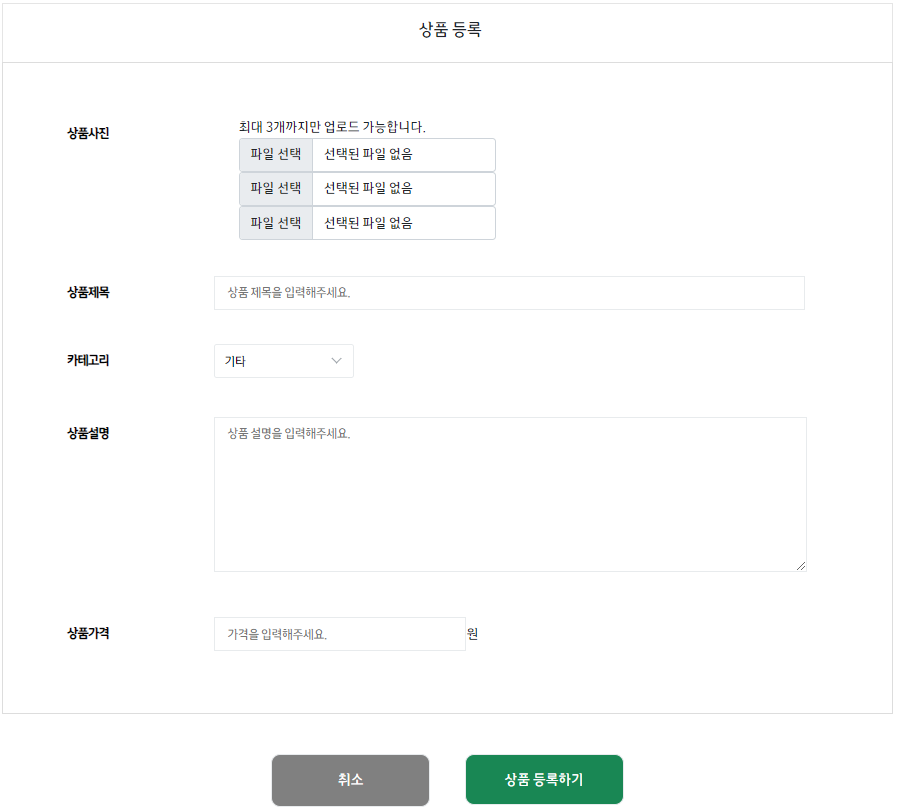 상품 등록
상품사진
최대 3개까지만 업로드 가능합니다.
파일 선택 선택된 파일 없음
파일 선택 선택된 파일 없음
파일 선택 선택된 파일 없음
상품제목 상품 제목을 입력해주세요.
카테고리 기타
상품설명 상품 설명을 입력해주세요.
상품가격 가격을 입력해주세요. 원
취소 상품 등록하기